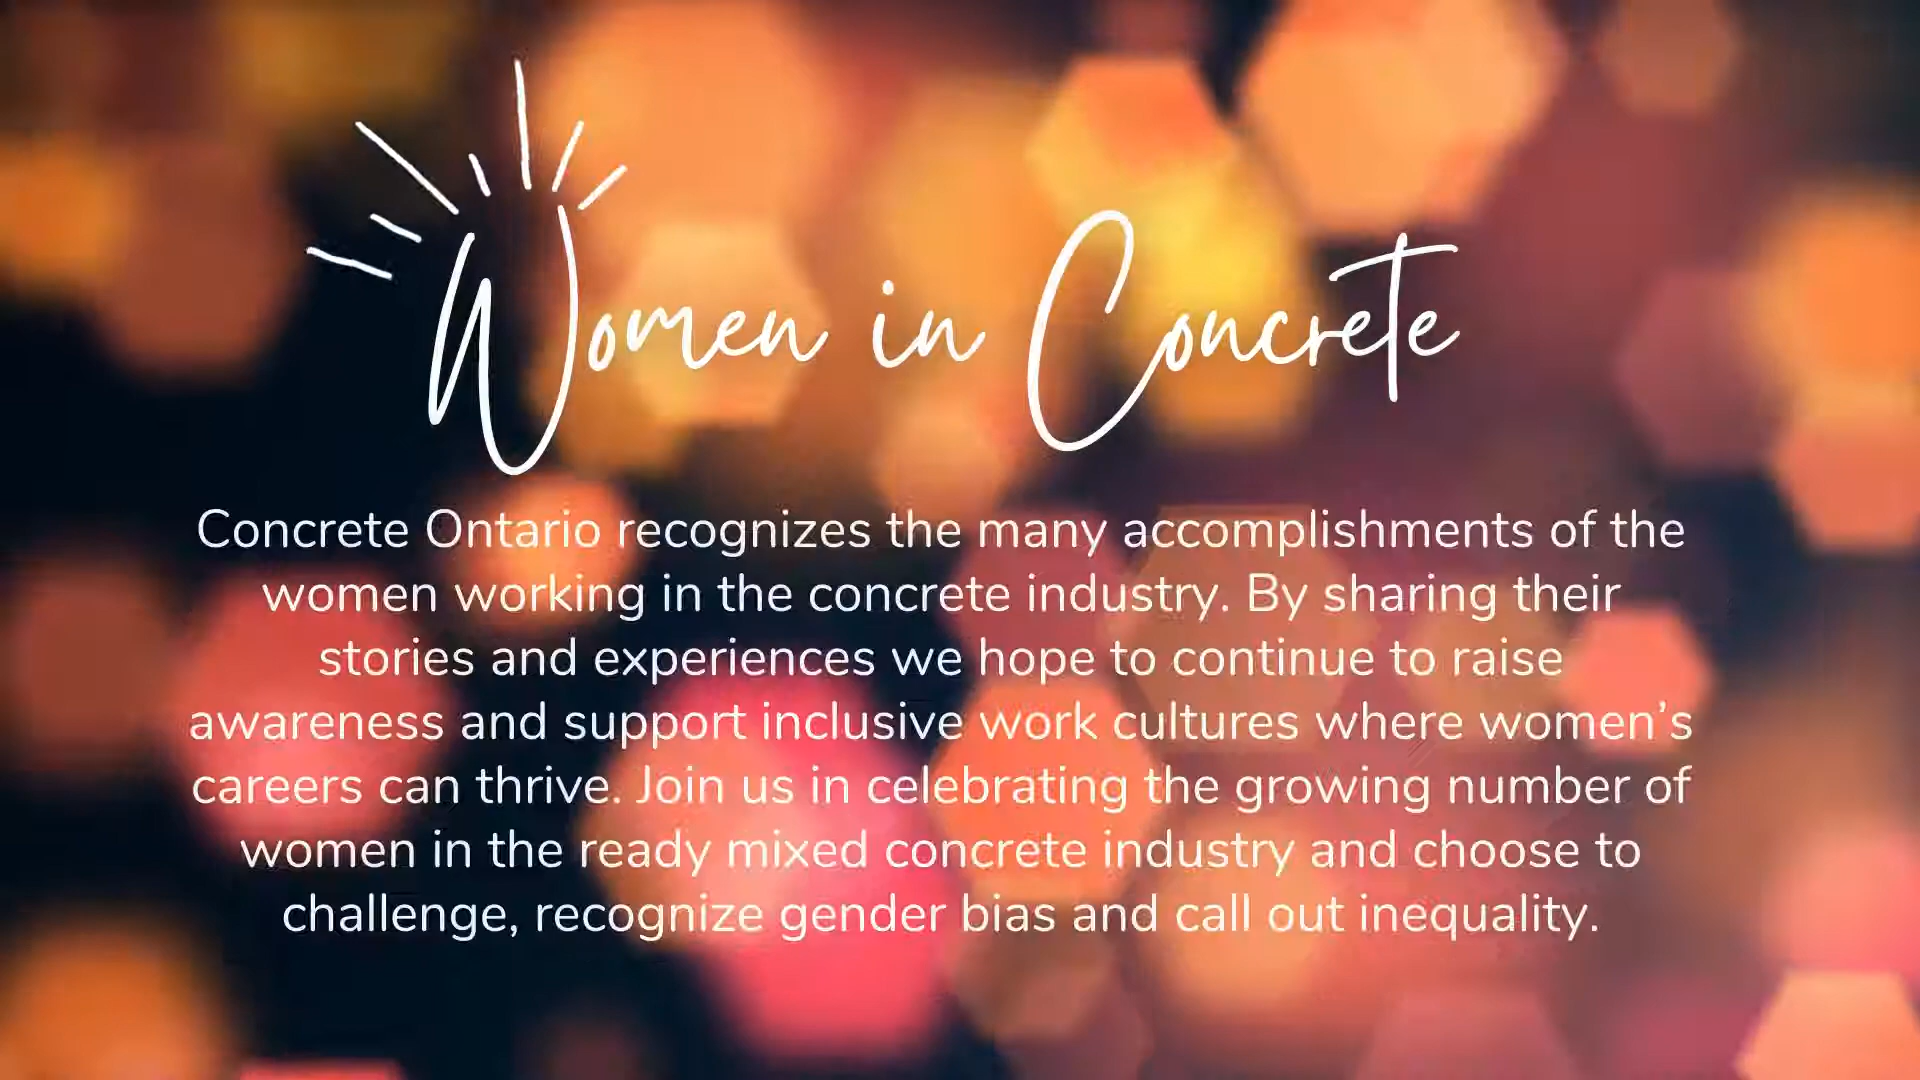 Women in Concrete
Concrete Ontario recognizes the many accomplishments of the
women working in the concrete industry. By sharing their
stories and experiences we hope to continue to raise
awareness and support inclusive work cultures where women’s
careers can thrive. Join us in celebrating the growing number of
women in the ready mixed concrete industry and choose to
challenge, recognize gender bias and call out inequality.